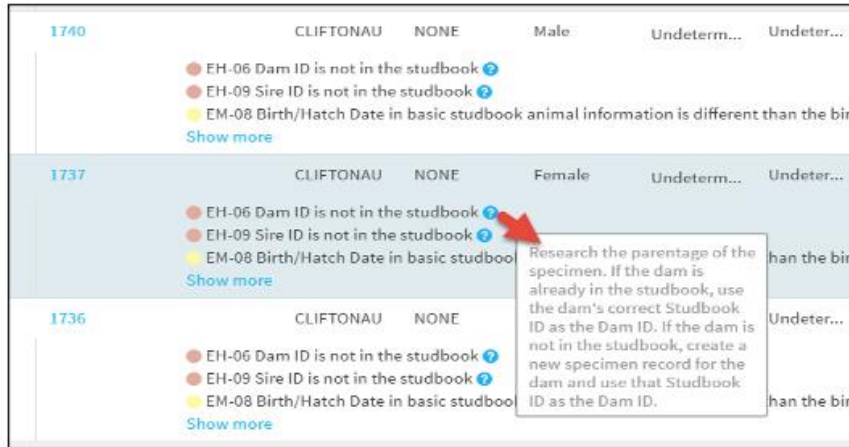 1740 CLIFTONAU NONE Male Undeterm... Undeter...
EH-06 Dam ID is not in the studbook ?
EH-09 Sire ID is not in the studbook ?
EM-08 Birth/Hatch Date in basic studbook animal information is different than the bir
Show more
1737 CLIFTONAU NONE Female Undeterm... Undeter...
EH-06 Dam ID is not in the studbook ?
EH-09 Sire ID is not in the studbook ?
EM-08 Birth/Hatch Date in basic studbook han the bir
Show more
Research the parentage of the
specimen. If the dam is
already in the studbook, use
the dam's correct Studbook
ID as the Dam ID. If the dam is
not in the studbook, create a
new specimen record for the
dam and use that Studbook
ID as the Dam ID.
1736 CLIFTONAU NONE Undeter...
EH-06 Dam ID is not in the studbook ?
EH-09 Sire ID is not in the studbook ?
EM-08 Birth/Hatch Date in basic studbook han the bir
Show more